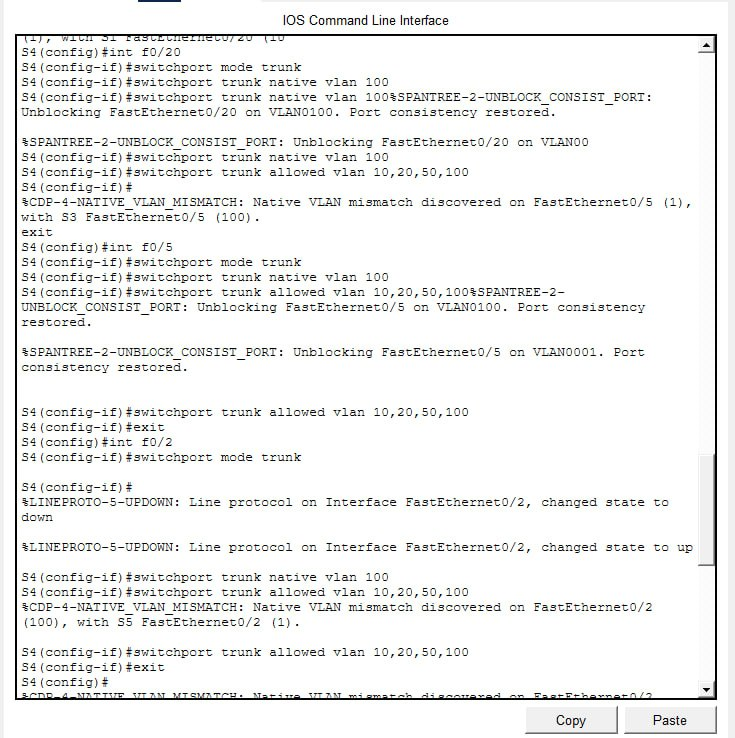 IOS Command Line Interface
(1), with S1 FastEthernet0/20 (10
S4(config)#int f0/20
S4(config-if)#switchport mode trunk
S4(config-if)#switchport trunk native vlan 100
S4(config-if)#switchport trunk native vlan 100%SPANTREE-2-UNBLOCK_CONSIST_PORT:
Unblocking FastEthernet0/20 on VLAN0100. Port consistency restored.
%SPANTREE-2-UNBLOCK_CONSIST_PORT: Unblocking FastEthernet0/20 on VLAN00
S4(config-if)#switchport trunk native vlan 100
S4(config-if)#switchport trunk allowed vlan 10,20,50,100
S4(config-if)#
%CDP-4-NATIVE_VLAN_MISMATCH: Native VLAN mismatch discovered on FastEthernet0/5 (1),
with S3 FastEthernet0/5 (100).
exit
S4(config)#int f0/5
S4(config-if)#switchport mode trunk
S4(config-if)#switchport trunk native vlan 100
S4(config-if)#switchport trunk allowed vlan 10,20,50,100%SPANTREE-2-
UNBLOCK_CONSIST_PORT: Unblocking FastEthernet0/5 on VLAN0100. Port consistency
restored.
%SPANTREE-2-UNBLOCK_CONSIST_PORT: Unblocking FastEthernet0/5 on VLAN0001. Port
consistency restored.
S4(config-if)#switchport trunk allowed vlan 10,20,50,100
S4(config-if)#exit
S4(config)#int f0/2
S4(config-if)#switchport mode trunk
S4(config-if)#
%LINEPROTO-5-UPDOWN: Line protocol on Interface FastEthernet0/2, changed state to
down
%LINEPROTO-5-UPDOWN: Line protocol on Interface FastEthernet0/2, changed state to up
S4(config-if)#switchport trunk native vlan 100
S4(config-if)#switchport trunk allowed vlan 10,20,50,100
%CDP-4-NATIVE_VLAN_MISMATCH: Native VLAN mismatch discovered on FastEthernet0/2
(100), with S5 FastEthernet0/2 (1).
S4(config-if)#switchport trunk allowed vlan 10,20,50,100
S4(config-if)#exit
S4(config)#
%CDP-4-NATIVE_VLAN_MISMATCH: Native VLAN mismatch discovered on FastEthernet0/2
Copy
Paste